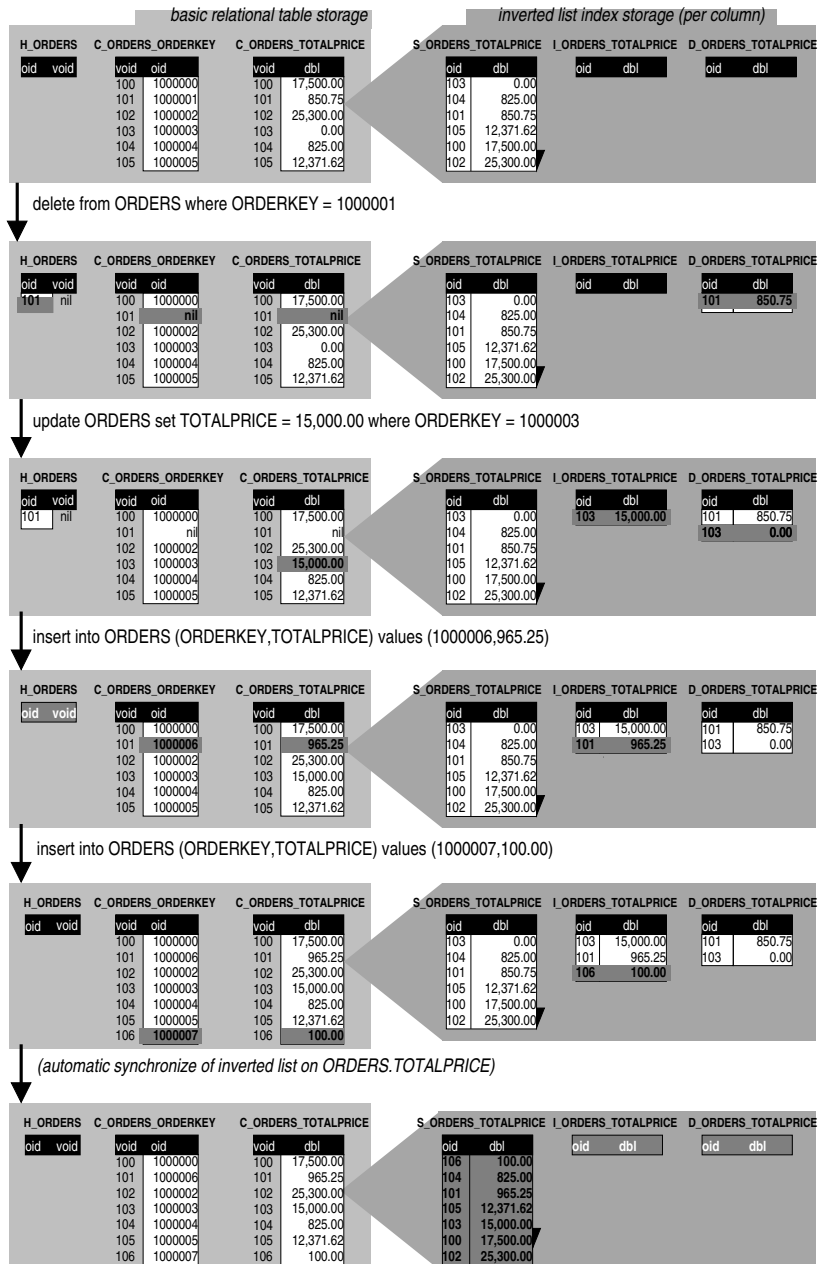 basic relational table storage inverted list index storage (per column)
H_ORDERS C_ORDERS_ORDERKEY C_ORDERS_TOTALPRICE S_ORDERS_TOTALPRICE I_ORDERS_TOTALPRICE D_ORDERS_TOTALPRICE
oid void void oid void dbl oid dbl oid dbl oid dbl
100 1000000 100 17,500.00 103 0.00
101 1000001 101 850.75 104 825.00
102 1000002 102 25,300.00 101 850.75
103 1000003 103 0.00 105 12,371.62
104 1000004 104 825.00 100 17,500.00
105 1000005 105 12,371.62 102 25,300.00
delete from ORDERS where ORDERKEY = 1000001
H_ORDERS C_ORDERS_ORDERKEY C_ORDERS_TOTALPRICE S_ORDERS_TOTALPRICE I_ORDERS_TOTALPRICE D_ORDERS_TOTALPRICE
oid void void oid void dbl oid dbl oid dbl oid dbl
101 nil 100 1000000 100 17,500.00 103 0.00 101 850.75
101 nil 101 nil 104 825.00
102 1000002 102 25,300.00 101 850.75
103 1000003 103 0.00 105 12,371.62
104 1000004 104 825.00 100 17,500.00
105 1000005 105 12,371.62 102 25,300.00
update ORDERS set TOTALPRICE = 15,000.00 where ORDERKEY = 1000003
H_ORDERS C_ORDERS_ORDERKEY C_ORDERS_TOTALPRICE S_ORDERS_TOTALPRICE I_ORDERS_TOTALPRICE D_ORDERS_TOTALPRICE
oid void void oid void dbl oid dbl oid dbl oid dbl
101 nil 100 1000000 100 17,500.00 103 0.00 103 15,000.00 101 850.75
101 nil 101 nil 104 825.00 103 0.00
102 1000002 102 25,300.00 101 850.75
103 1000003 103 15,000.00 105 12,371.62
104 1000004 104 825.00 100 17,500.00
105 1000005 105 12,371.62 102 25,300.00
insert into ORDERS (ORDERKEY,TOTALPRICE) values (1000006,965.25)
H_ORDERS C_ORDERS_ORDERKEY C_ORDERS_TOTALPRICE S_ORDERS_TOTALPRICE I_ORDERS_TOTALPRICE D_ORDERS_TOTALPRICE
oid void void oid void dbl oid dbl oid dbl oid dbl
100 1000000 100 17,500.00 103 0.00 103 15,000.00 101 850.75
101 1000006 101 965.25 104 825.00 101 965.25 103 0.00
102 1000002 102 25,300.00 101 850.75
103 1000003 103 15,000.00 105 12,371.62
104 1000004 104 825.00 100 17,500.00
105 1000005 105 12,371.62 102 25,300.00
insert into ORDERS (ORDERKEY,TOTALPRICE) values (1000007,100.00)
H_ORDERS C_ORDERS_ORDERKEY C_ORDERS_TOTALPRICE S_ORDERS_TOTALPRICE I_ORDERS_TOTALPRICE D_ORDERS_TOTALPRICE
oid void void oid void dbl oid dbl oid dbl oid dbl
100 1000000 100 17,500.00 103 0.00 103 15,000.00 101 850.75
101 1000006 101 965.25 104 825.00 101 965.25 103 0.00
102 1000002 102 25,300.00 101 850.75 106 100.00
103 1000003 103 15,000.00 105 12,371.62
104 1000004 104 825.00 100 17,500.00
105 1000005 105 12,371.62 102 25,300.00
106 1000007 106 100.00
(automatic synchronize of inverted list on ORDERS.TOTALPRICE)
H_ORDERS C_ORDERS_ORDERKEY C_ORDERS_TOTALPRICE S_ORDERS_TOTALPRICE I_ORDERS_TOTALPRICE D_ORDERS_TOTALPRICE
oid void void oid void dbl oid dbl oid dbl oid dbl
100 1000000 100 17,500.00 106 100.00
101 1000006 101 965.25 104 825.00
102 1000002 102 25,300.00 101 965.25
103 1000003 103 15,000.00 105 12,371.62
104 1000004 104 825.00 103 15,000.00
105 1000005 105 12,371.62 100 17,500.00
106 1000007 106 100.00 102 25,300.00